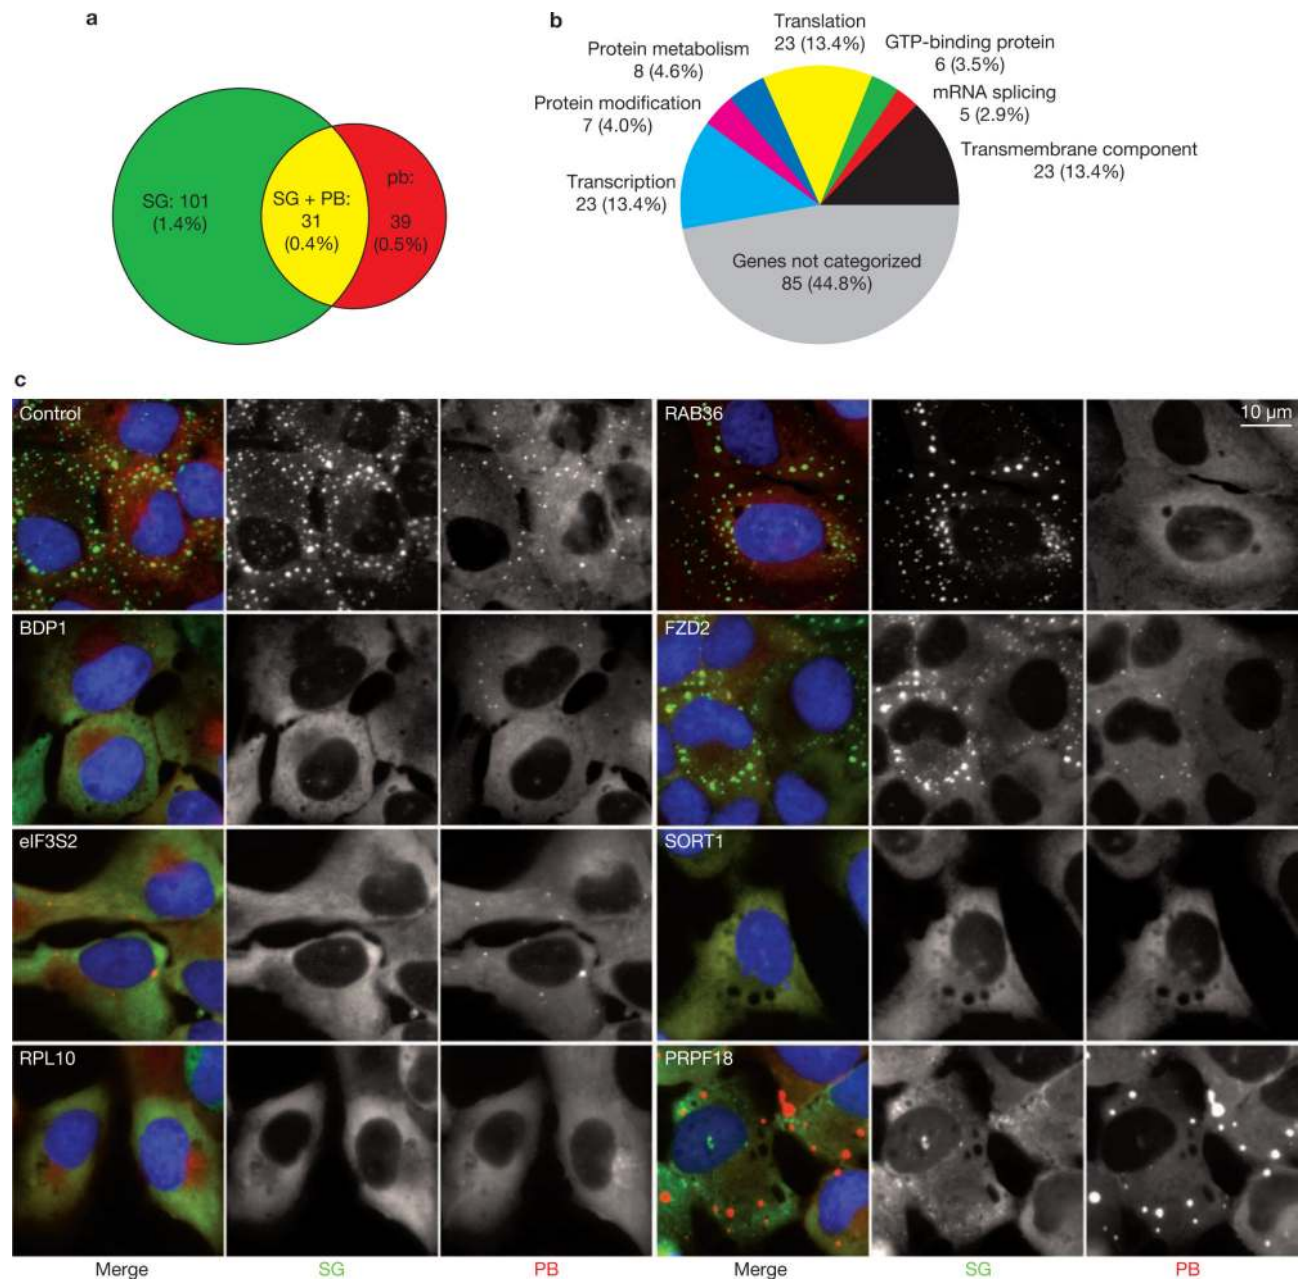 a
SG: 101
(1.4%)
SG + PB:
31
(0.4%)
pb:
39
(0.5%)
b
Translation
23 (13.4%)
GTP-binding protein
6 (3.5%)
Protein metabolism
8 (4.6%)
mRNA splicing
5 (2.9%)
Protein modification
7 (4.0%)
Transmembrane component
23 (13.4%)
Transcription
23 (13.4%)
Genes not categorized
85 (44.8%)
c
Control
RAB36
10 µm
BDP1
FZD2
eIF3S2
SORT1
RPL10
PRPF18
Merge
SG
PB
Merge
SG
PB